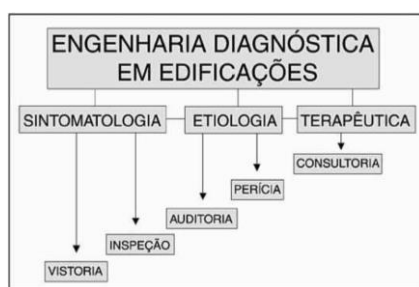 ENGENHARIA DIAGNÓSTICA
EM EDIFICAÇÕES
SINTOMATOLOGIA
ETIOLOGIA
TERAPÊUTICA
CONSULTORIA
PERÍCIA
AUDITORIA
INSPEÇÃO
VISTORIA